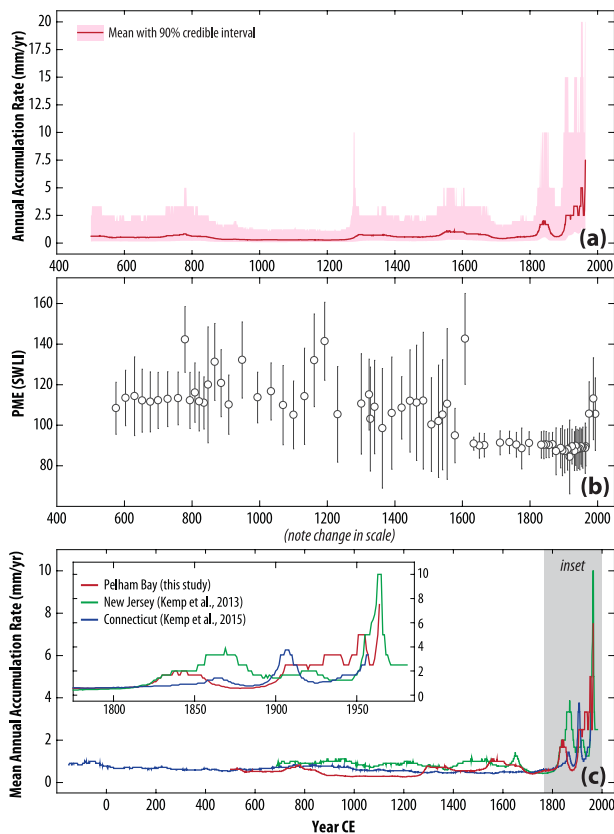 Annual Accumulation Rate (mm/yr)
20
17.5
15
12.5
10
7.5
5
2.5
0
Mean with 90% credible interval
(a)
400 600 800 1000 1200 1400 1600 1800 2000
PME (SWLI)
160
140
120
100
80
(b)
400 600 800 1000 1200 1400 1600 1800 2000
(note change in scale)
Mean Annual Accumulation Rate (mm/yr)
10
8
6
4
2
0
inset
Pelham Bay (this study)
New Jersey (Kemp et al., 2013)
Connecticut (Kemp et al., 2015)
10
8
6
4
2
0
1800 1850 1900 1950
(c)
0 200 400 600 800 1000 1200 1400 1600 1800 2000
Year CE